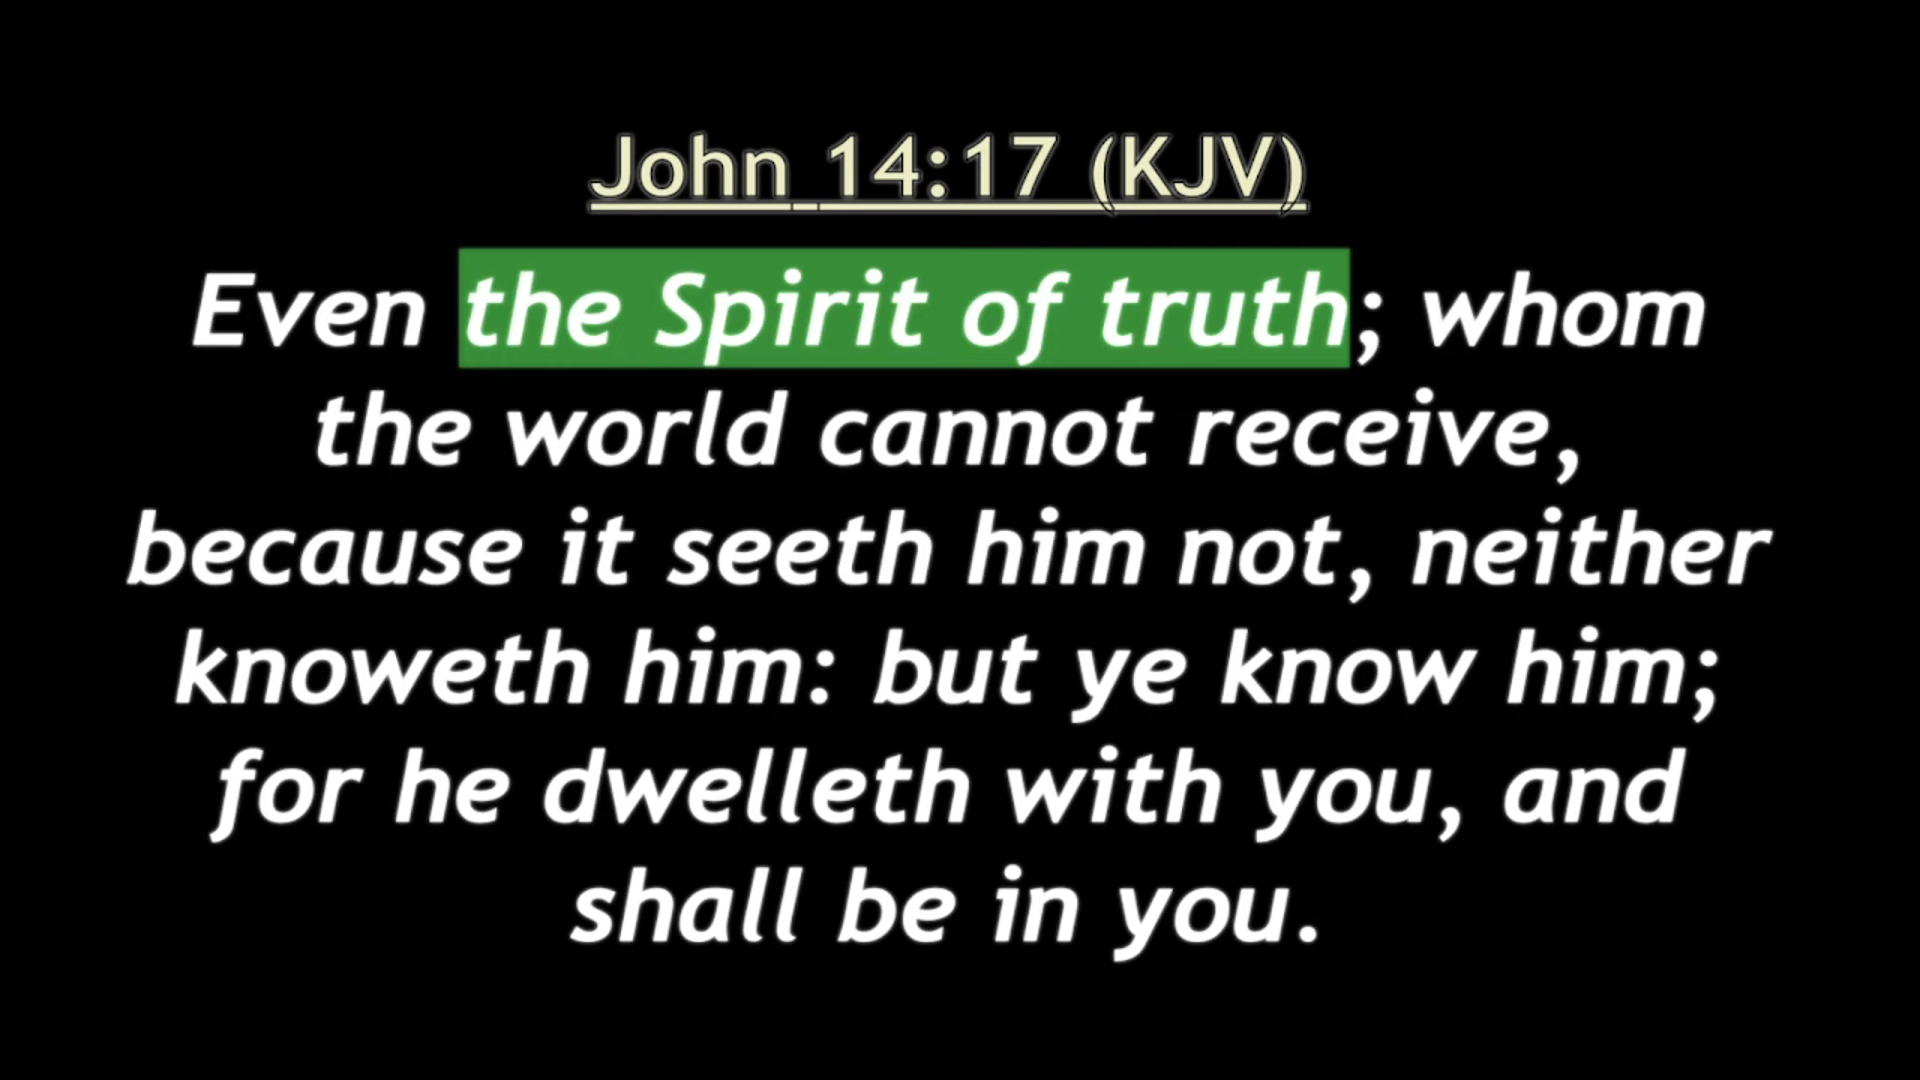 John 14:17 (KJV)
Even the Spirit of truth; whom
the world cannot receive,
because it seeth him not, neither
knoweth him: but ye know him;
for he dwelleth with you, and
shall be in you.